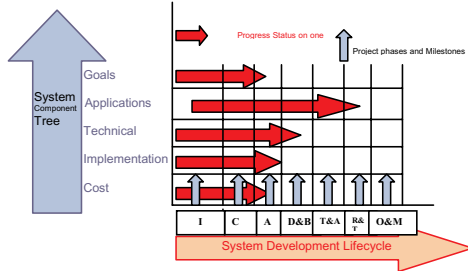 Progress Status on one
Project phases and Milestones
System
Component
Tree
Goals
Applications
Technical
Implementation
Cost
I C A D&B T&A R&T O&M
System Development Lifecycle